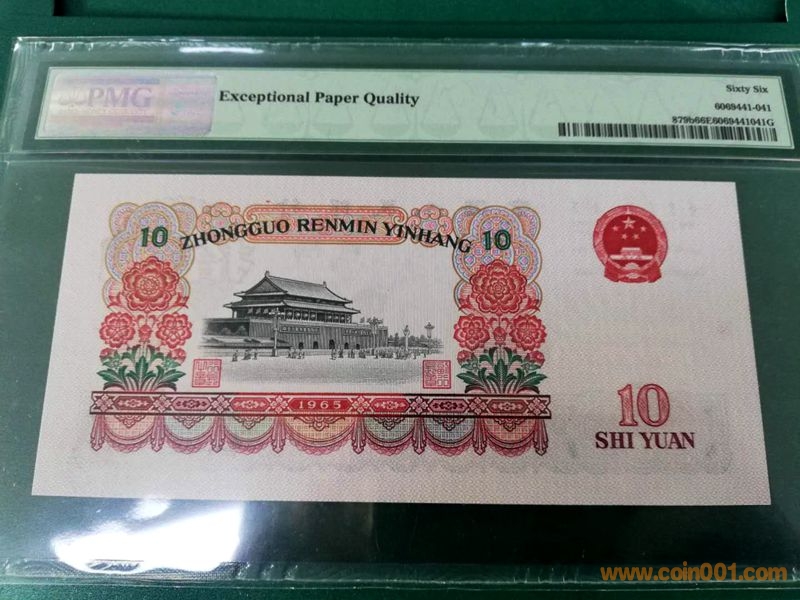 PMG
Exceptional Paper Quality
Sixty Six
6069441-041
879b66E6069441041G
10 ZHONGGUO RENMIN YINHANG 10
1965
10
SHI YUAN
www.coin001.com